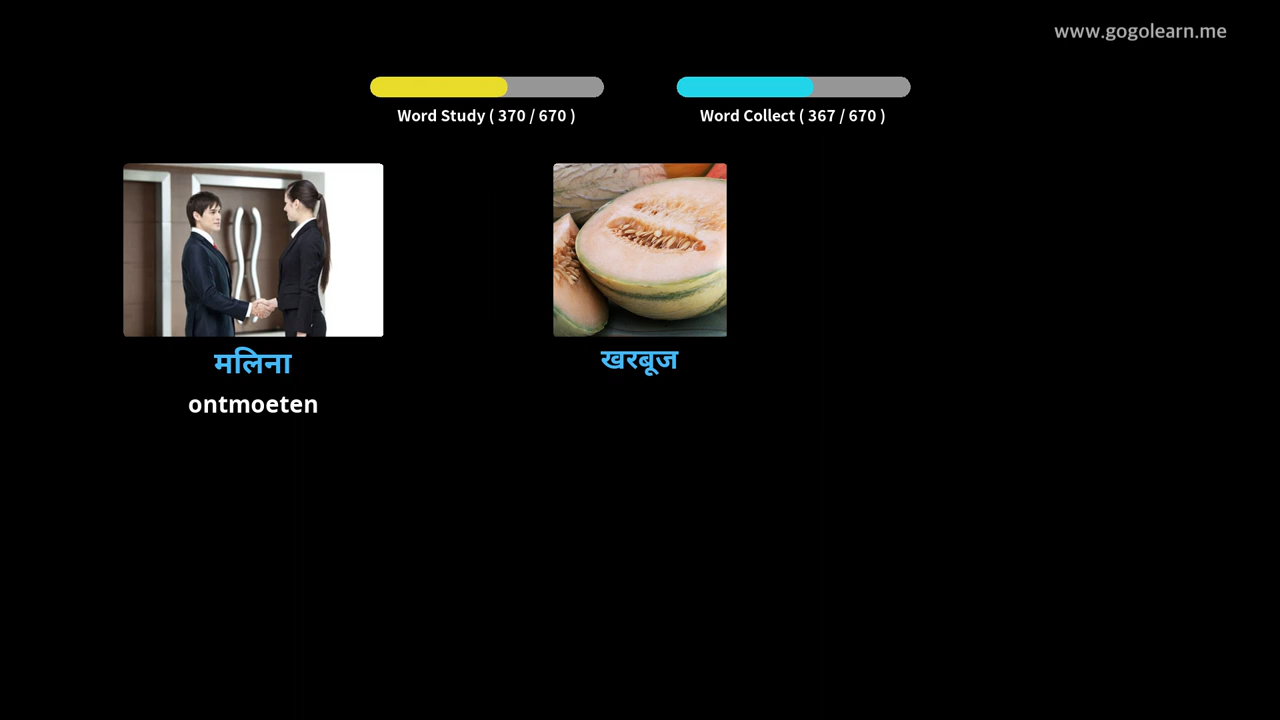 www.gogolearn.me
Word Study ( 370 / 670 )
Word Collect ( 367 / 670 )
मलिना
ontmoeten
खरबूज